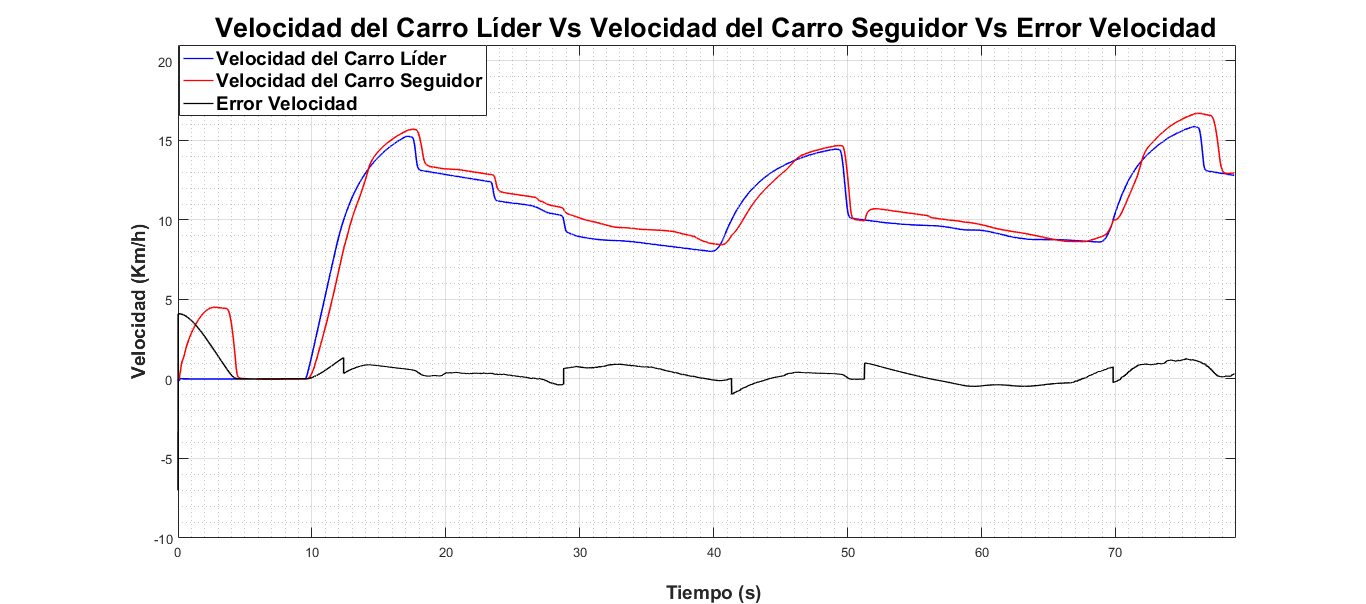 Velocidad del Carro Líder Vs Velocidad del Carro Seguidor Vs Error Velocidad
Velocidad del Carro Líder
Velocidad del Carro Seguidor
Error Velocidad
Velocidad (Km/h)
20
15
10
5
0
-5
-10
0 10 20 30 40 50 60 70
Tiempo (s)